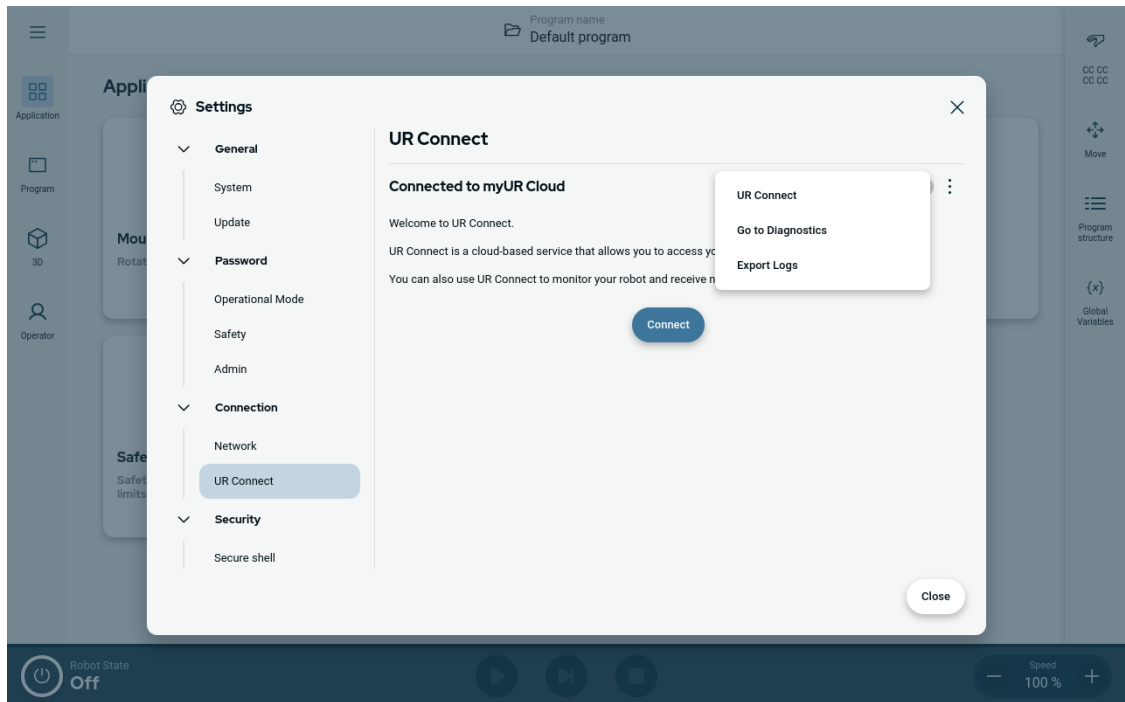 Program name
Default program
Application
Program
3D
Operator
Appli
Mou
Rotat
Safe
Safet
limits
Settings
General
System
Update
Password
Operational Mode
Safety
Admin
Connection
Network
UR Connect
Security
Secure shell
UR Connect
Connected to myUR Cloud
Welcome to UR Connect.
UR Connect is a cloud-based service that allows you to access yo
You can also use UR Connect to monitor your robot and receive n
Connect
UR Connect
Go to Diagnostics
Export Logs
Close
CC CC
CC CC
Move
Program
structure
{x}
Global
Variables
Robot State
Off
Speed
100 %